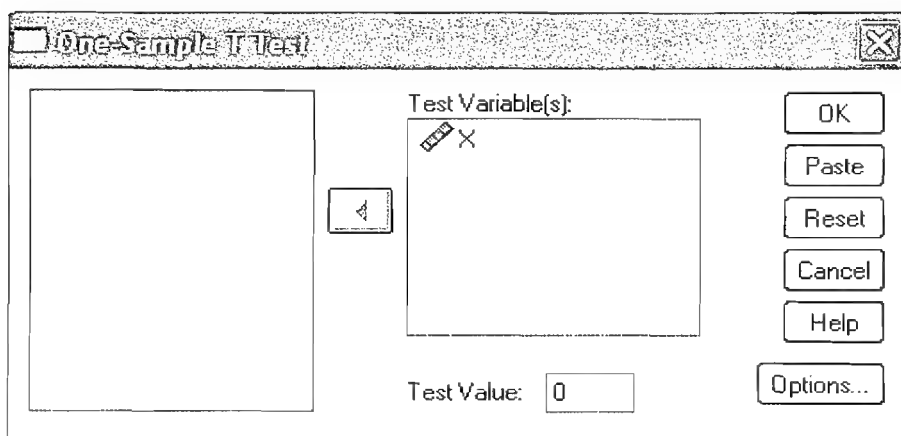 One-Sample T Test
Test Variable(s):
X
OK
Paste
Reset
Cancel
Help
Test Value: 0
Options...